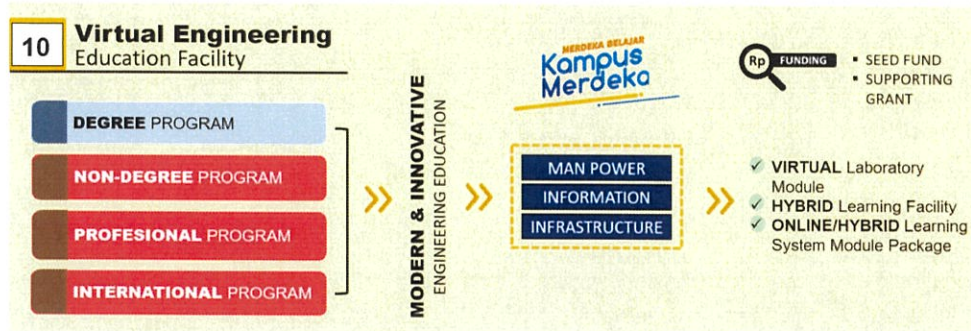 10
Virtual Engineering
Education Facility
DEGREE PROGRAM
NON-DEGREE PROGRAM
PROFESIONAL PROGRAM
INTERNATIONAL PROGRAM
MODERN & INNOVATIVE
ENGINEERING EDUCATION
MERDEKA BELAJAR
Kampus
Merdeka
MAN POWER
INFORMATION
INFRASTRUCTURE
Rp FUNDING
▪ SEED FUND
▪ SUPPORTING
GRANT
✓ VIRTUAL Laboratory
Module
✓ HYBRID Learning Facility
✓ ONLINE/HYBRID Learning
System Module Package